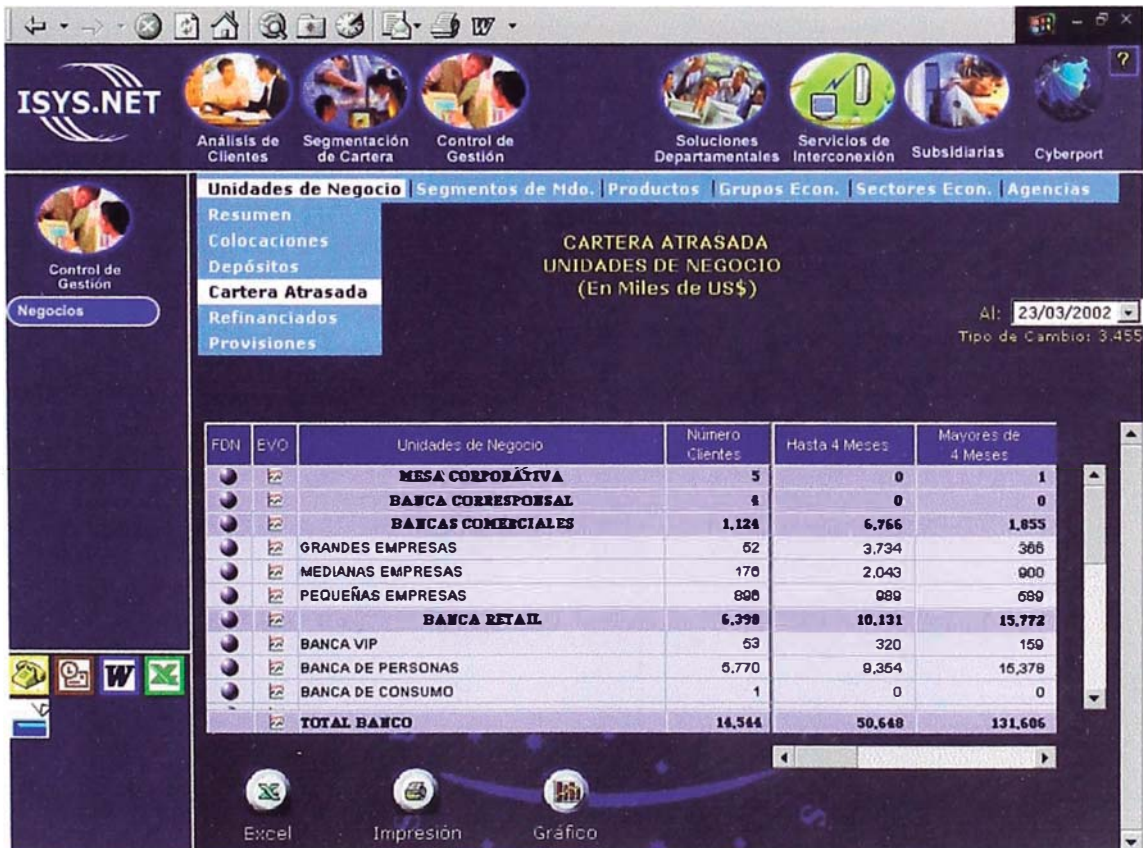 ISYS.NET
?
Análisis de Clientes
Segmentación de Cartera
Control de Gestión
Soluciones Departamentales
Servicios de Interconexión
Subsidiarias
Cyberport
Control de Gestión
Negocios
Unidades de Negocio | Segmentos de Mdo. | Productos | Grupos Econ. | Sectores Econ. | Agencias
Resumen
Colocaciones
Depósitos
Cartera Atrasada
Refinanciados
Provisiones
CARTERA ATRASADA
UNIDADES DE NEGOCIO
(En Miles de US$)
Al: 23/03/2002
Tipo de Cambio: 3.455
FDN EVO Unidades de Negocio Número Clientes Hasta 4 Meses Mayores de 4 Meses
MESA CORPORATIVA 5 0 1
BANCA CORRESPONSAL 4 0 0
BANCAS COMERCIALES 1,124 6,766 1,855
GRANDES EMPRESAS 52 3,734 366
MEDIANAS EMPRESAS 176 2,043 900
PEQUEÑAS EMPRESAS 896 989 589
BANCA RETAIL 6,398 10,131 15,772
BANCA VIP 53 320 159
BANCA DE PERSONAS 5,770 9,354 15,378
BANCA DE CONSUMO 1 0 0
TOTAL BANCO 14,544 50,648 131,606
Excel
Impresión
Gráfico